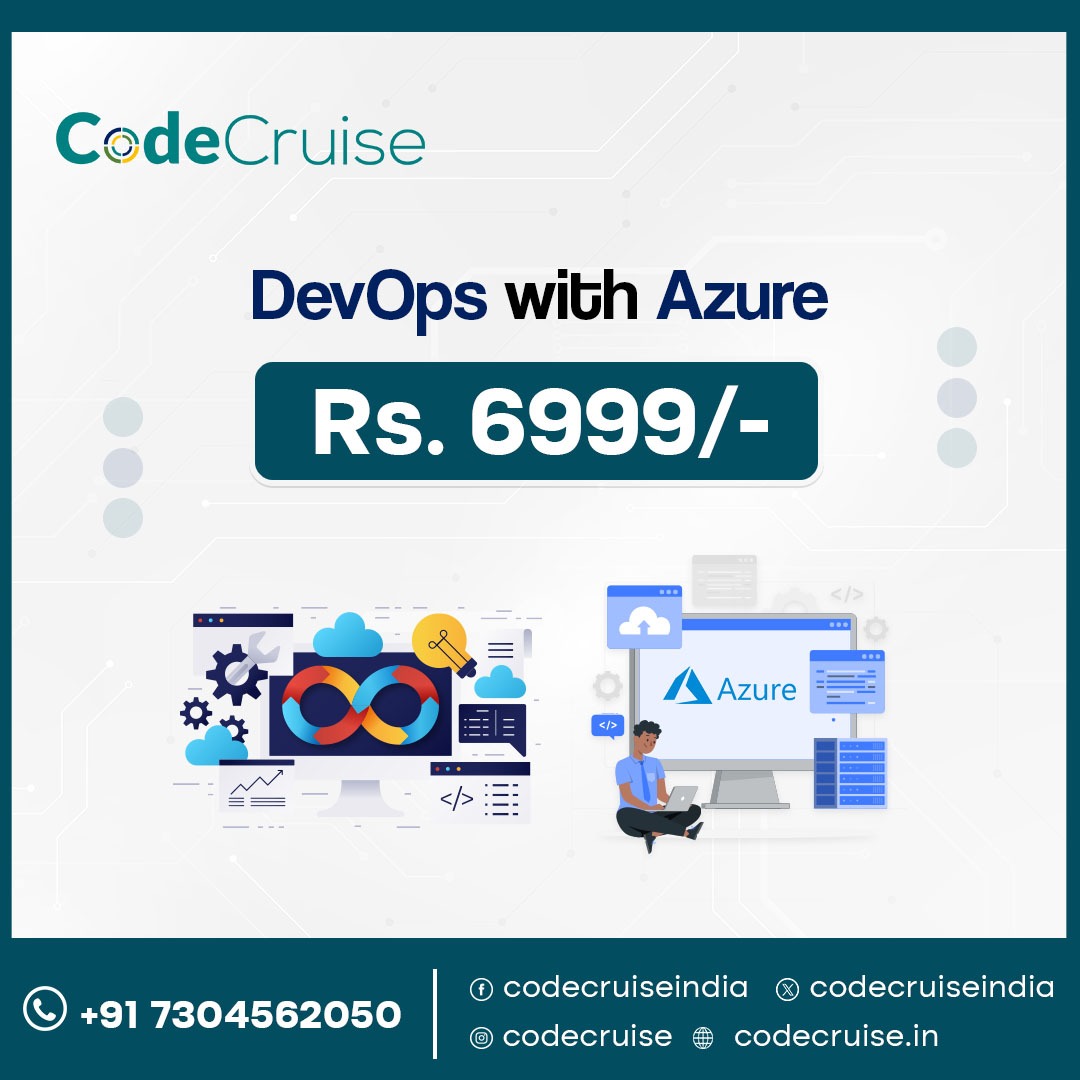 CodeCruise
DevOps with Azure
Rs. 6999/-
Azure
</>
</>
</>
+91 7304562050
codecruiseindia
codecruiseindia
codecruise
codecruise.in